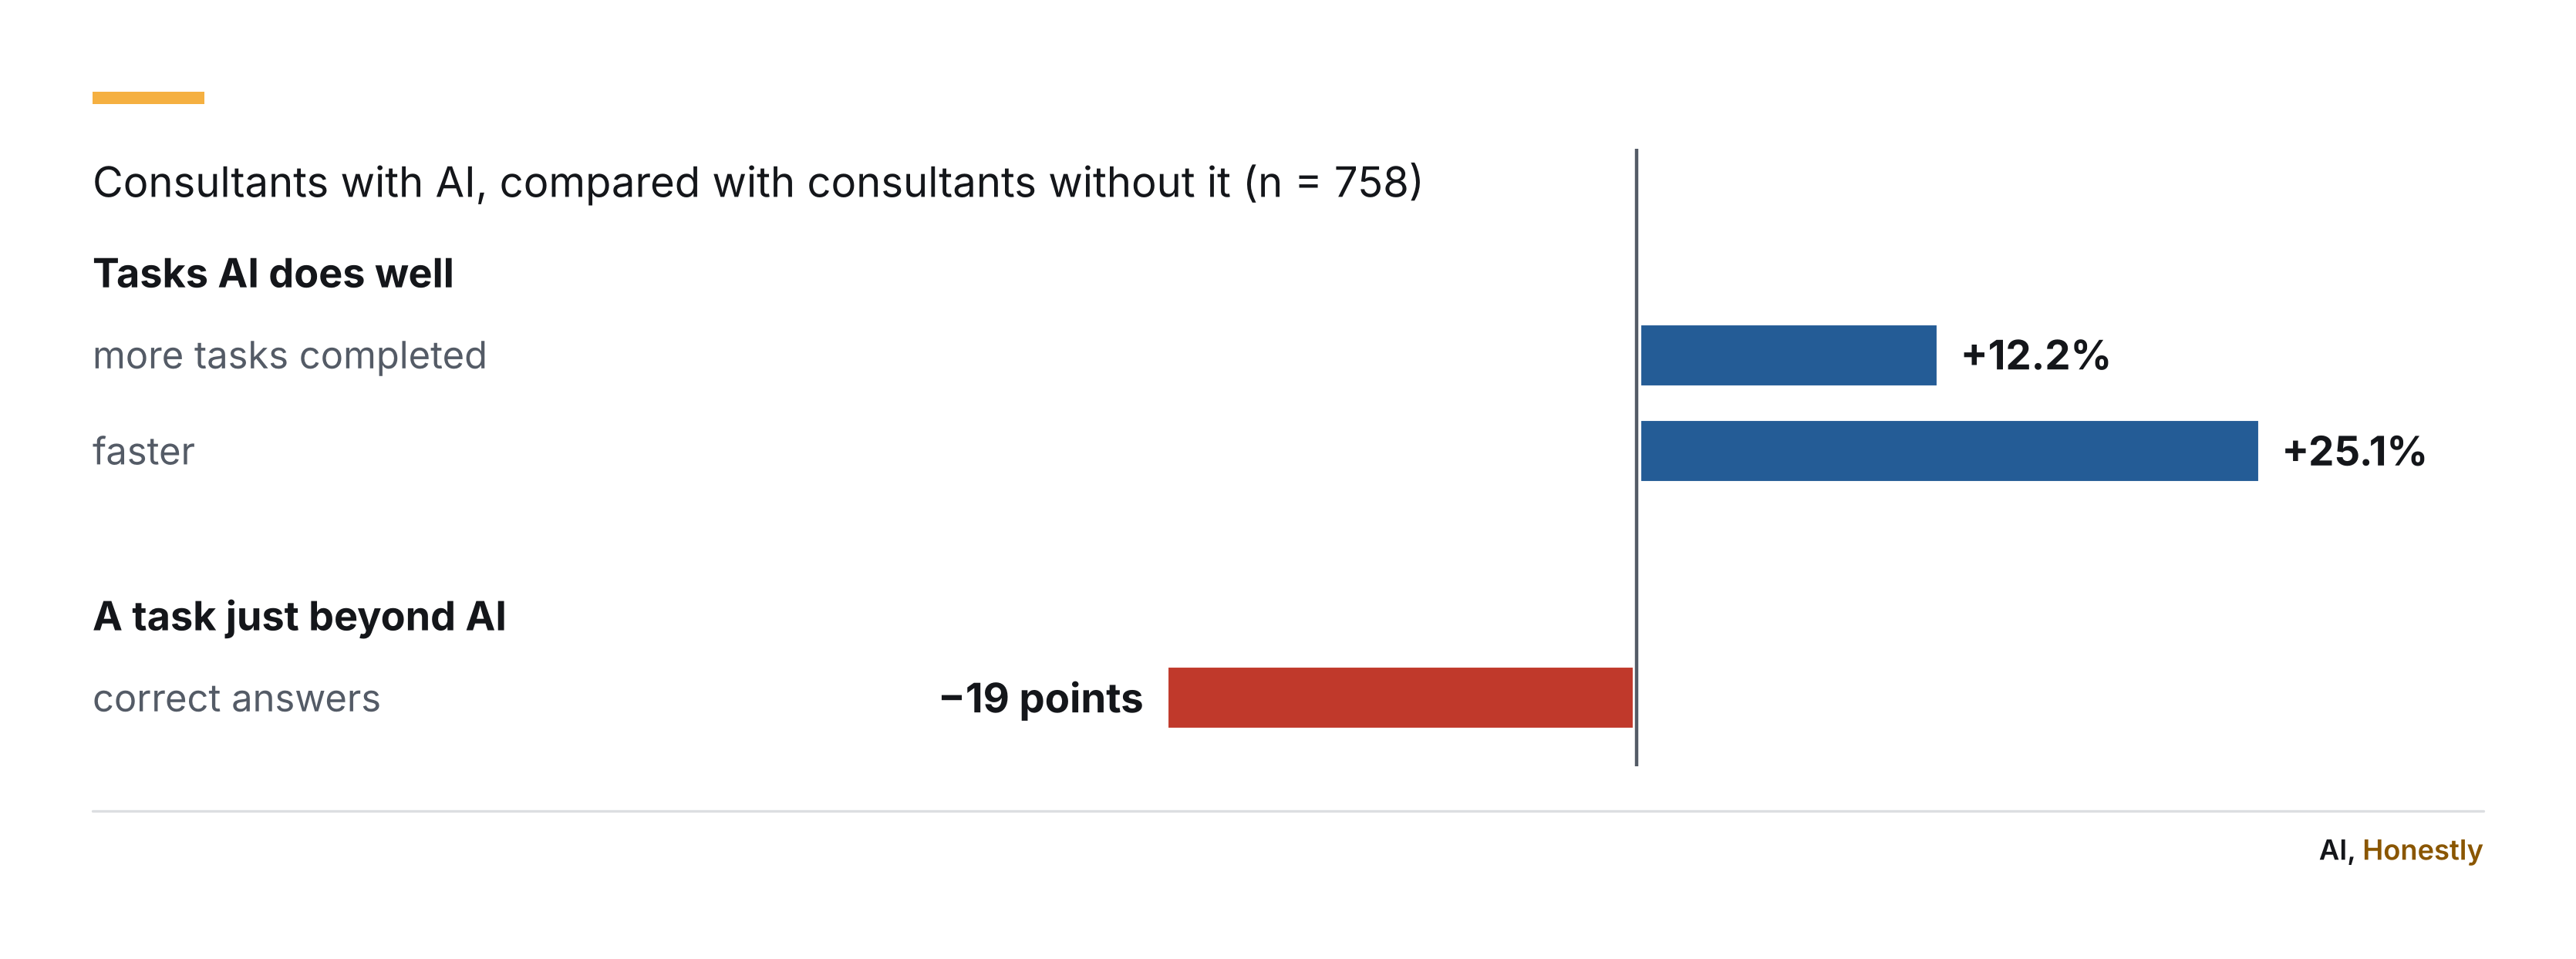 Consultants with AI, compared with consultants without it (n = 758)
Tasks AI does well
more tasks completed
+12.2%
faster
+25.1%
A task just beyond AI
correct answers
−19 points
AI, Honestly